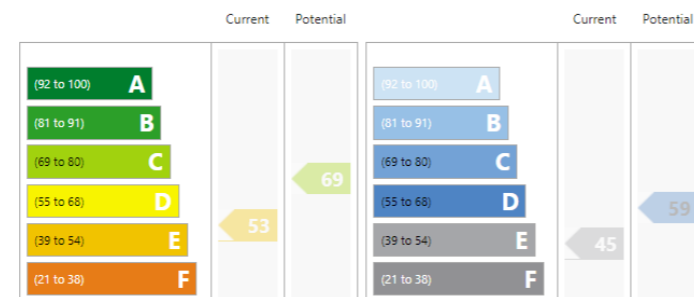 Current Potential
(92 to 100) A
(81 to 91) B
(69 to 80) C
69
(55 to 68) D
53
(39 to 54) E
(21 to 38) F
Current Potential
(92 to 100) A
(81 to 91) B
(69 to 80) C
(55 to 68) D
59
(39 to 54) E
45
(21 to 38) F